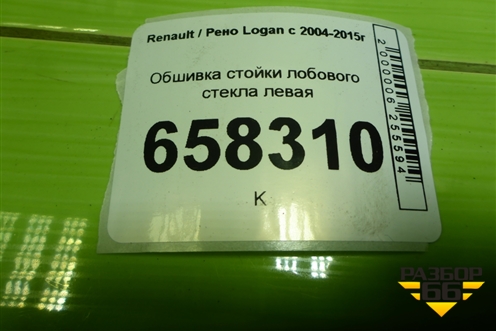 Renault / Рено Logan с 2004-2015г
Обшивка стойки лобового
стекла левая
658310
К
2000006255594
РАЗБОР
66